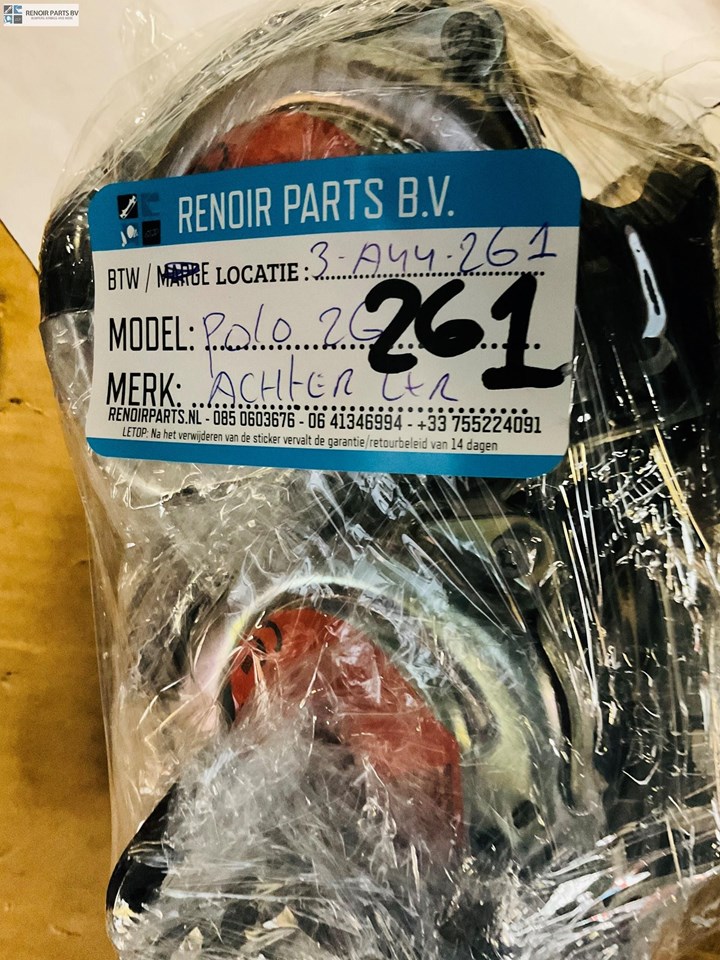 RENOIR PARTS BV
RENOIR PARTS B.V.
BTW / MARGE LOCATIE : 3-A44-261
MODEL: Polo 2G
261
MERK: ACHTER L+R
RENOIRPARTS.NL - 085 0603676 - 06 41346994 - +33 755224091
LETOP: Na het verwijderen van de sticker vervalt de garantie/retourbeleid van 14 dagen